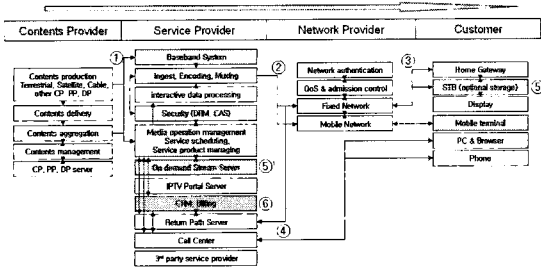 Contents Provider
Service Provider
Network Provider
Customer
①
Contents production
Terrestrial, Satellite, Cable,
other CP PP, DP
Contents delivery
Contents aggregation
Contents management
CP, PP, DP server
Baseband System
Ingest, Encoding, Muxing
interactive data processing
Security (DRM CAS)
Media operation management
Service scheduling,
Service product managing
On demand Stream Server
IPTV Portal Server
CRM, Billing
Return Path Server
Call Center
3rd party service provider
⑤
⑥
④
②
Network authentication
QoS & admission control
Fixed Network
Mobile Network
③
Home Gateway
STB (optional storage)
Display
Mobile terminal
PC & Browser
Phone
⑤